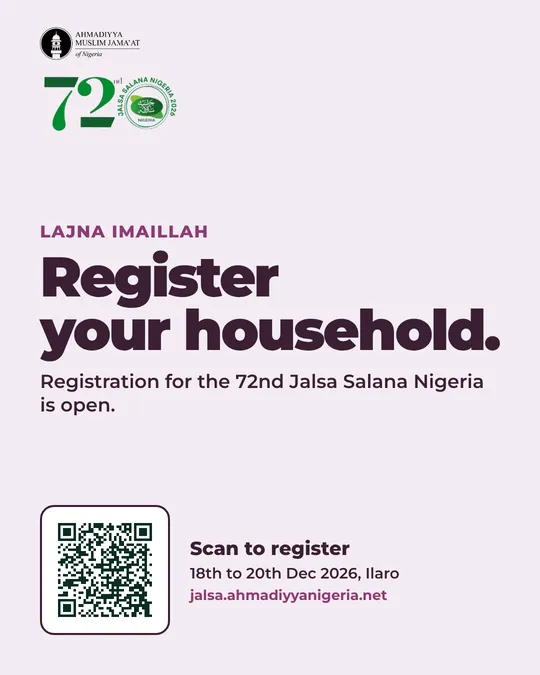 AHMADIYYA
MUSLIM JAMA'AT
of Nigeria
72nd
JALSA SALANA NIGERIA 2026
NIGERIA
LAJNA IMAILLAH
Register
your household.
Registration for the 72nd Jalsa Salana Nigeria
is open.
Scan to register
18th to 20th Dec 2026, Ilaro
jalsa.ahmadiyyanigeria.net